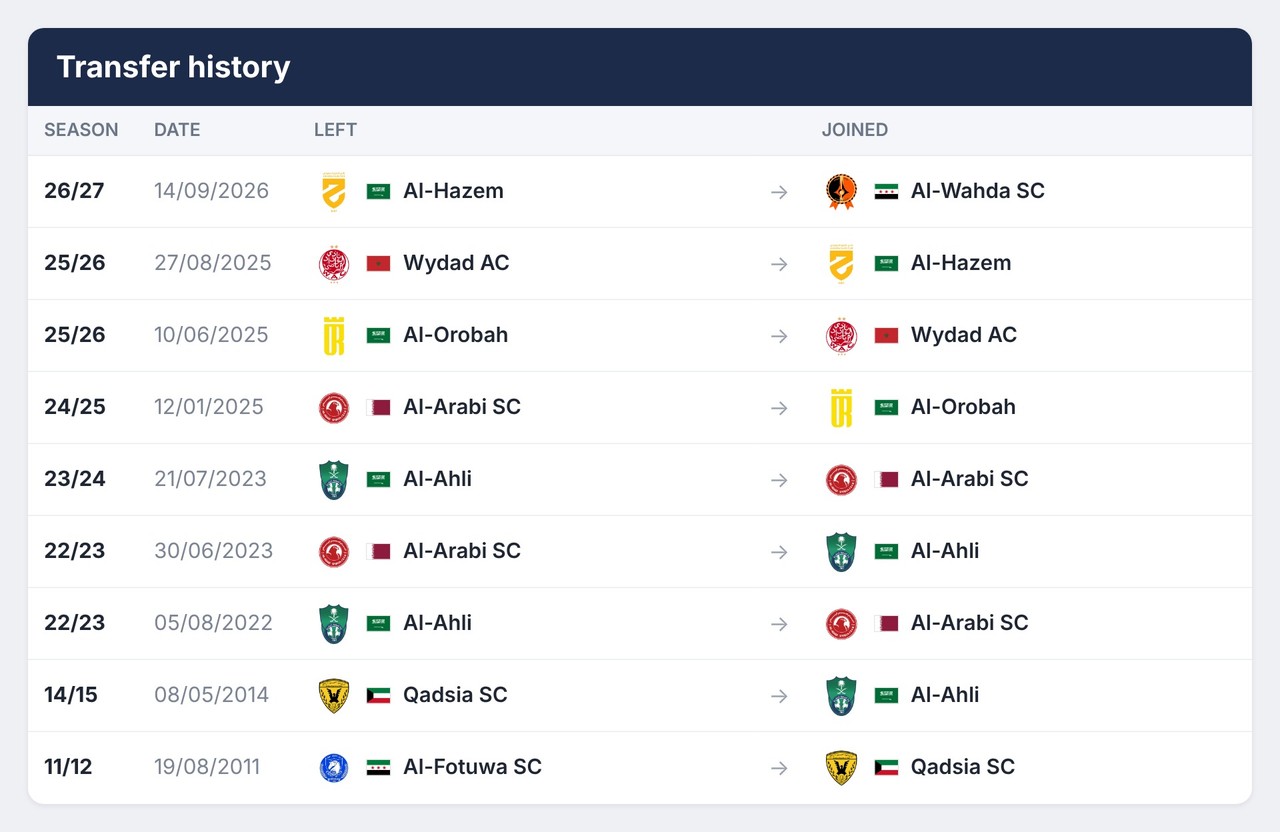 Transfer history
SEASON DATE LEFT JOINED
26/27 14/09/2026 Al-Hazem → Al-Wahda SC
25/26 27/08/2025 Wydad AC → Al-Hazem
25/26 10/06/2025 Al-Orobah → Wydad AC
24/25 12/01/2025 Al-Arabi SC → Al-Orobah
23/24 21/07/2023 Al-Ahli → Al-Arabi SC
22/23 30/06/2023 Al-Arabi SC → Al-Ahli
22/23 05/08/2022 Al-Ahli → Al-Arabi SC
14/15 08/05/2014 Qadsia SC → Al-Ahli
11/12 19/08/2011 Al-Fotuwa SC → Qadsia SC